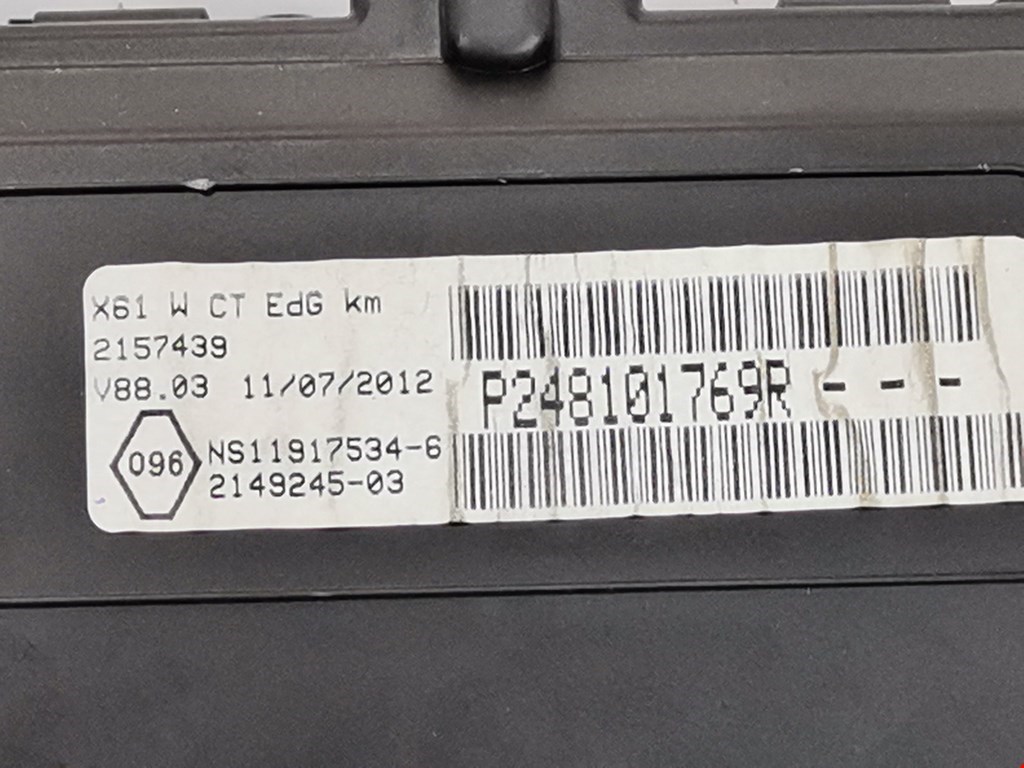 X61 W CT EdG km
2157439
V88.03 11/07/2012
096
NS11917534-6
2149245-03
P248101769R - - -